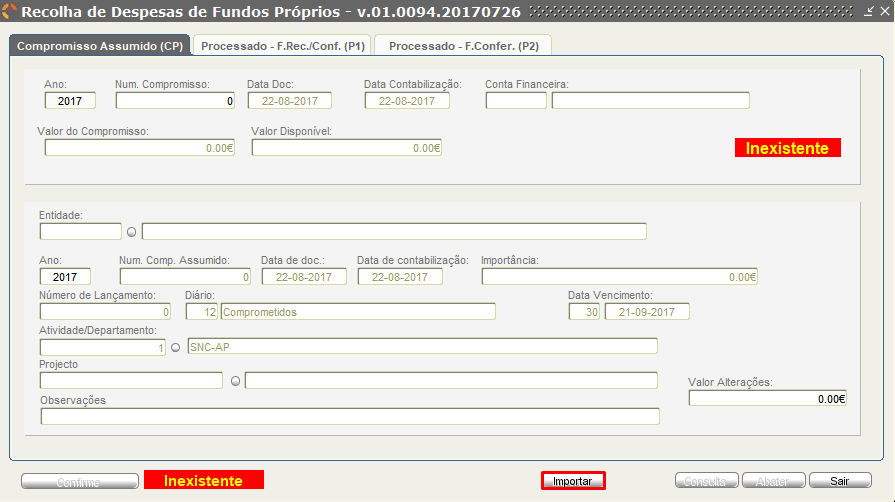 Recolha de Despesas de Fundos Próprios - v.01.0094.20170726
Compromisso Assumido (CP) Processado - F.Rec./Conf. (P1) Processado - F.Confer. (P2)
Ano: Num. Compromisso: Data Doc: Data Contabilização: Conta Financeira:
2017 0 22-08-2017 22-08-2017
Valor do Compromisso: Valor Disponível:
0.00€ 0.00€ Inexistente
Entidade:
Ano: Num. Comp. Assumido: Data de doc.: Data de contabilização: Importância:
2017 0 22-08-2017 22-08-2017 0.00€
Número de Lançamento: Diário: Data Vencimento:
0 12 Comprometidos 30 21-09-2017
Atividade/Departamento:
1 SNC-AP
Projecto
Valor Alterações:
0.00€
Observações
Confirme Inexistente Importar Consulta Abater Sair